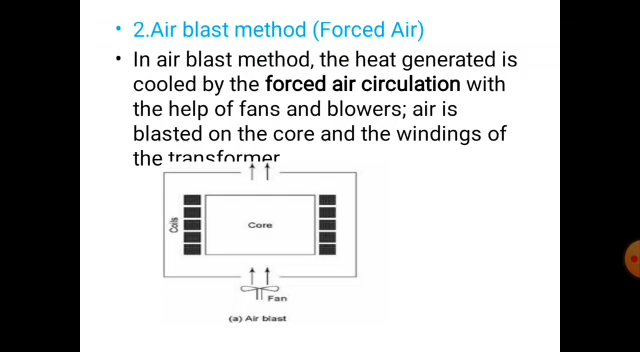 • 2.Air blast method (Forced Air)
• In air blast method, the heat generated is
cooled by the forced air circulation with
the help of fans and blowers; air is
blasted on the core and the windings of
the transformer
Coils
Core
Fan
(a) Air blast